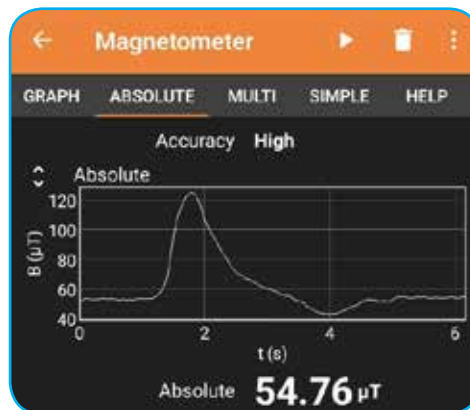 Magnetometer
GRAPH ABSOLUTE MULTI SIMPLE HELP
Accuracy High
Absolute
B (μT)
120
100
80
60
40
0 2 4 6
t (s)
Absolute 54.76 μT